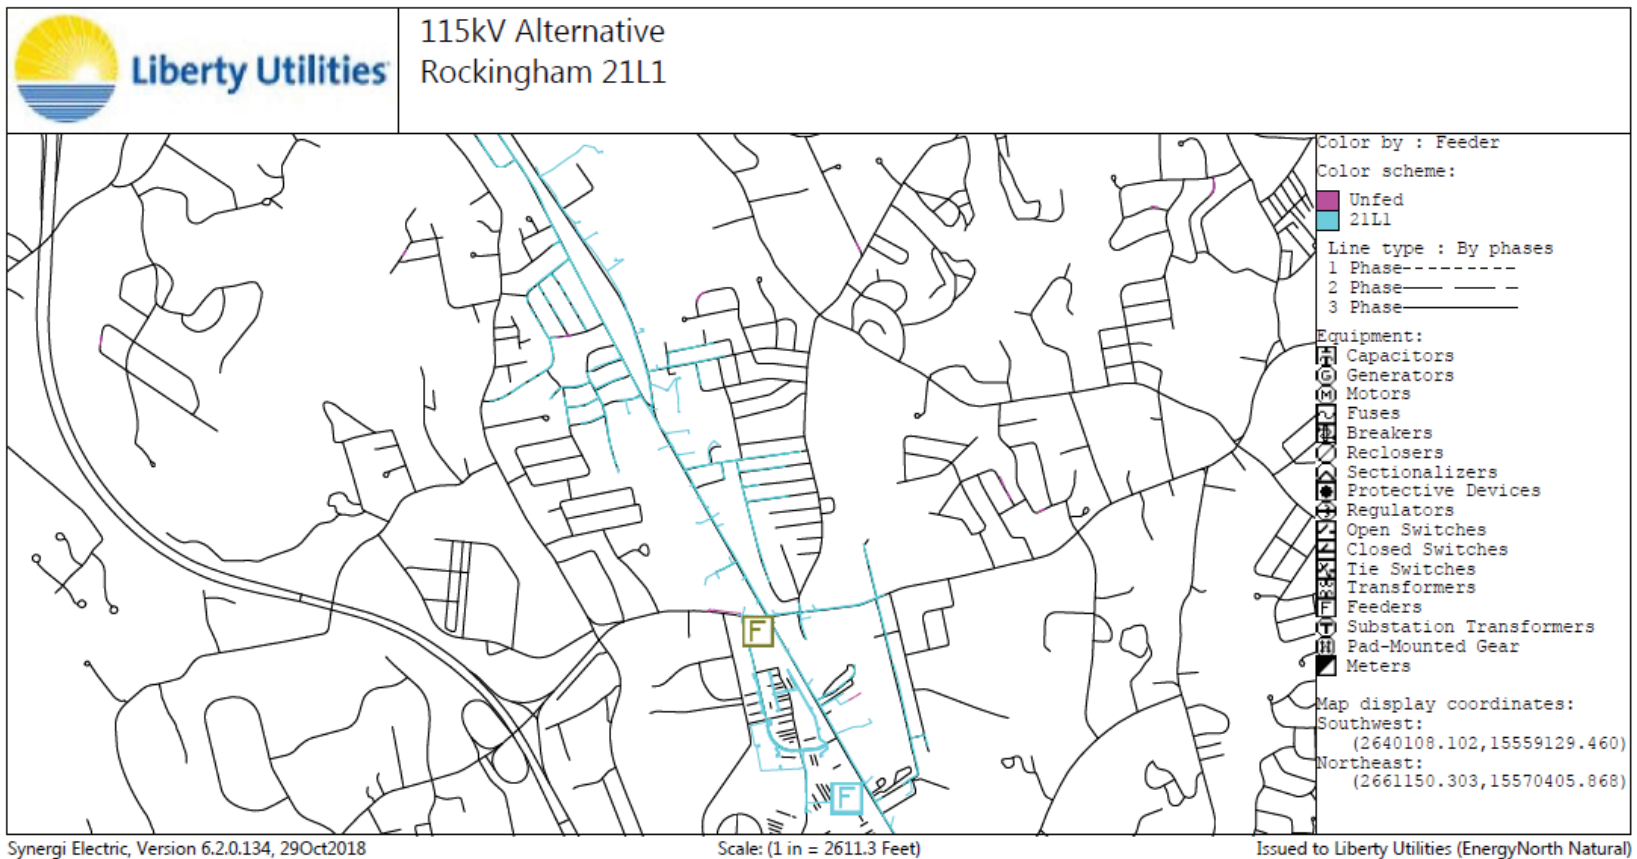 Liberty Utilities
115kV Alternative
Rockingham 21L1
Color by : Feeder
Color scheme:
Unfed
21L1
Line type : By phases
1 Phase
2 Phase
3 Phase
Equipment:
Capacitors
G Generators
M Motors
Fuses
Breakers
Reclosers
Sectionalizers
Protective Devices
Regulators
Open Switches
Closed Switches
Tie Switches
Transformers
F Feeders
T Substation Transformers
Pad-Mounted Gear
Meters
Map display coordinates:
Southwest:
(2640108.102,15559129.460)
Northeast:
(2661150.303,15570405.868)
F
F
Synergi Electric, Version 6.2.0.134, 29Oct2018
Scale: (1 in = 2611.3 Feet)
Issued to Liberty Utilities (EnergyNorth Natural)